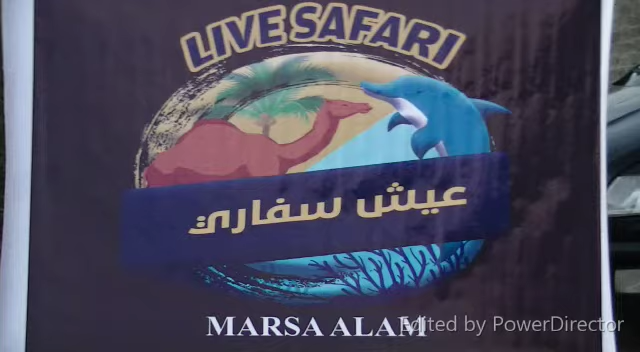 LIVE SAFARI
عيش سفاري
MARSA ALAM
Edited by PowerDirector